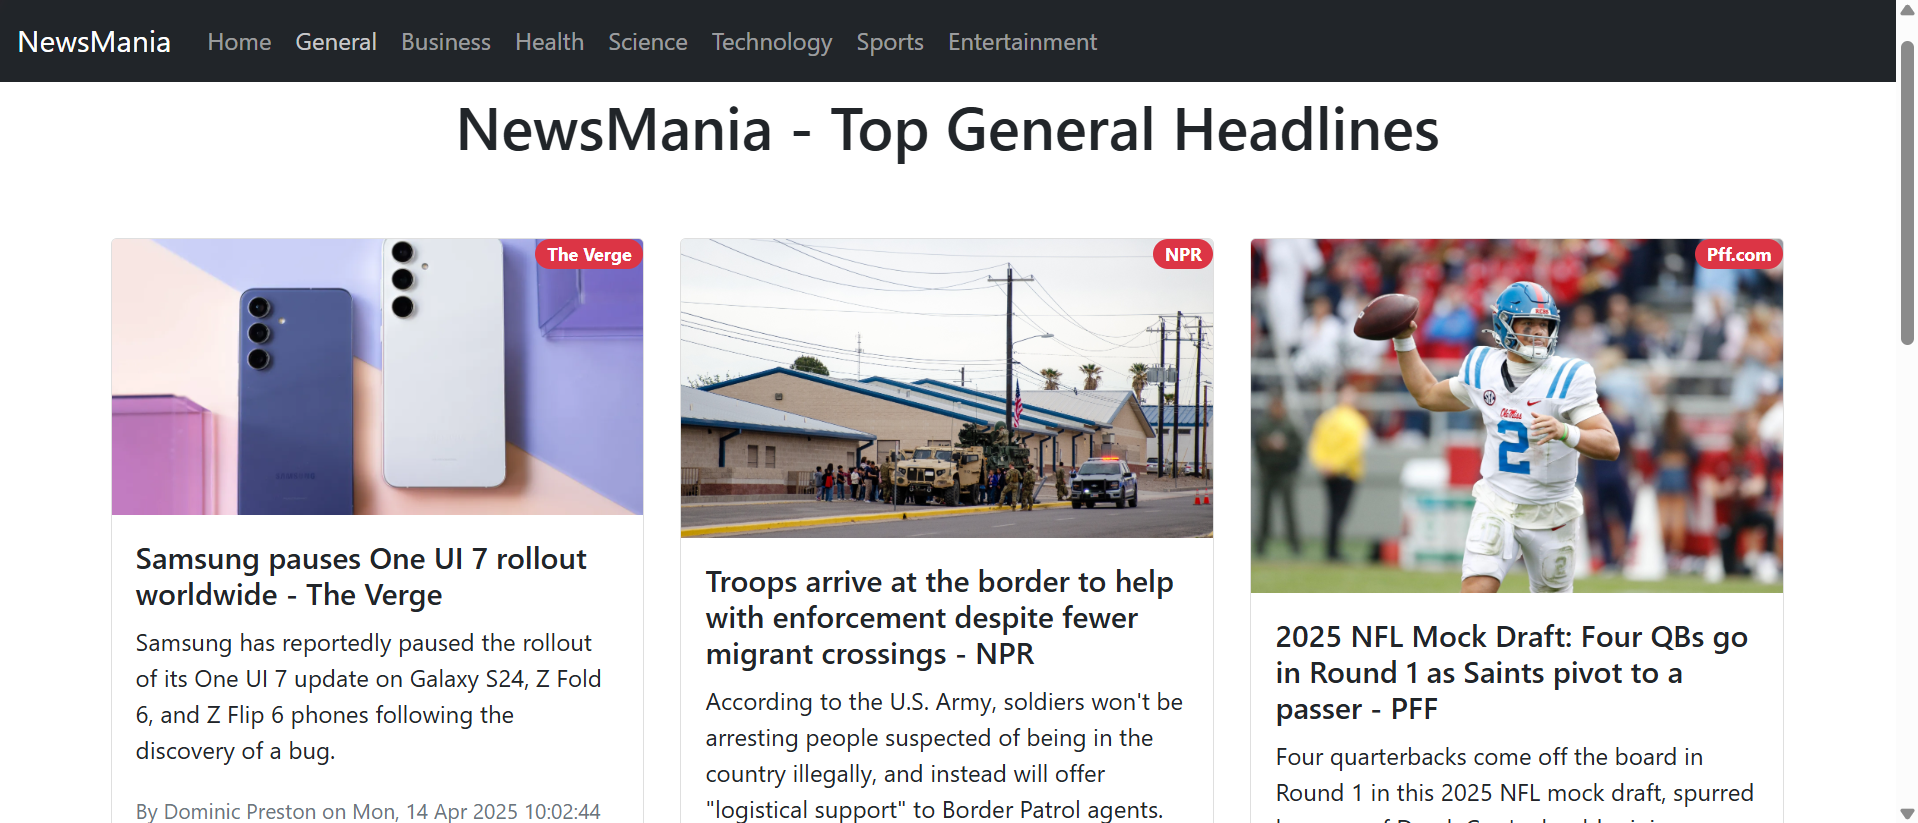 NewsMania Home General Business Health Science Technology Sports Entertainment
NewsMania - Top General Headlines
The Verge
SAMSUNG
Samsung pauses One UI 7 rollout
worldwide - The Verge
Samsung has reportedly paused the rollout
of its One UI 7 update on Galaxy S24, Z Fold
6, and Z Flip 6 phones following the
discovery of a bug.
By Dominic Preston on Mon, 14 Apr 2025 10:02:44
NPR
Troops arrive at the border to help
with enforcement despite fewer
migrant crossings - NPR
According to the U.S. Army, soldiers won't be
arresting people suspected of being in the
country illegally, and instead will offer
"logistical support" to Border Patrol agents.
Pff.com
Ole Miss
2
2025 NFL Mock Draft: Four QBs go
in Round 1 as Saints pivot to a
passer - PFF
Four quarterbacks come off the board in
Round 1 in this 2025 NFL mock draft, spurred